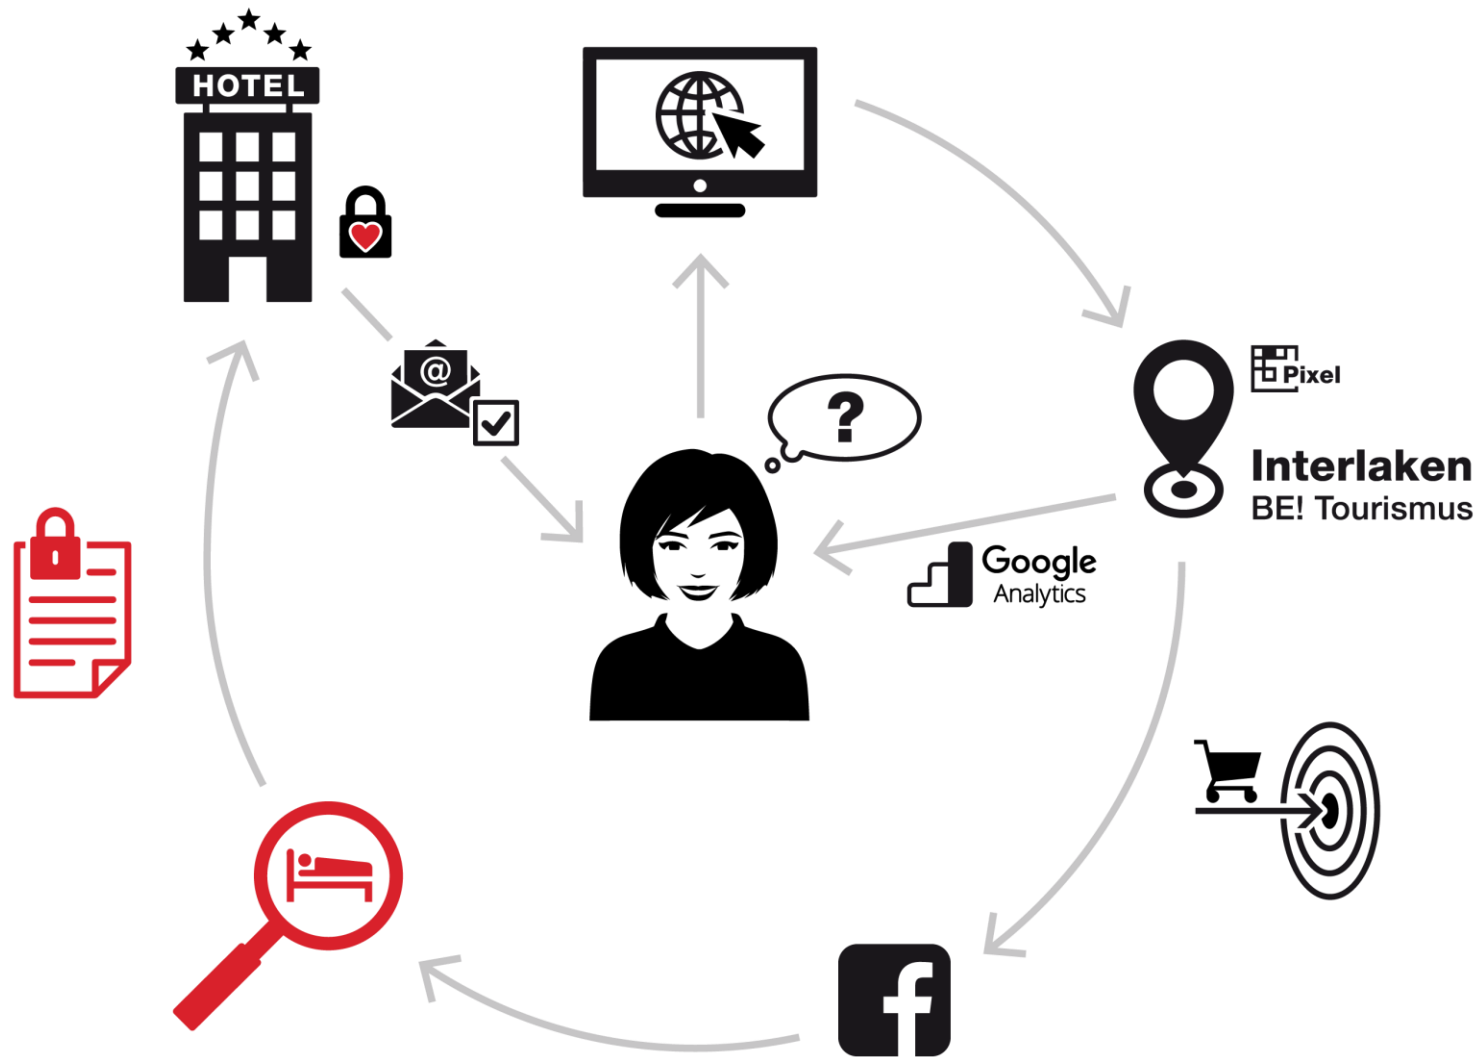 HOTEL
@
?
Pixel
Interlaken
BE! Tourismus
Google
Analytics
f